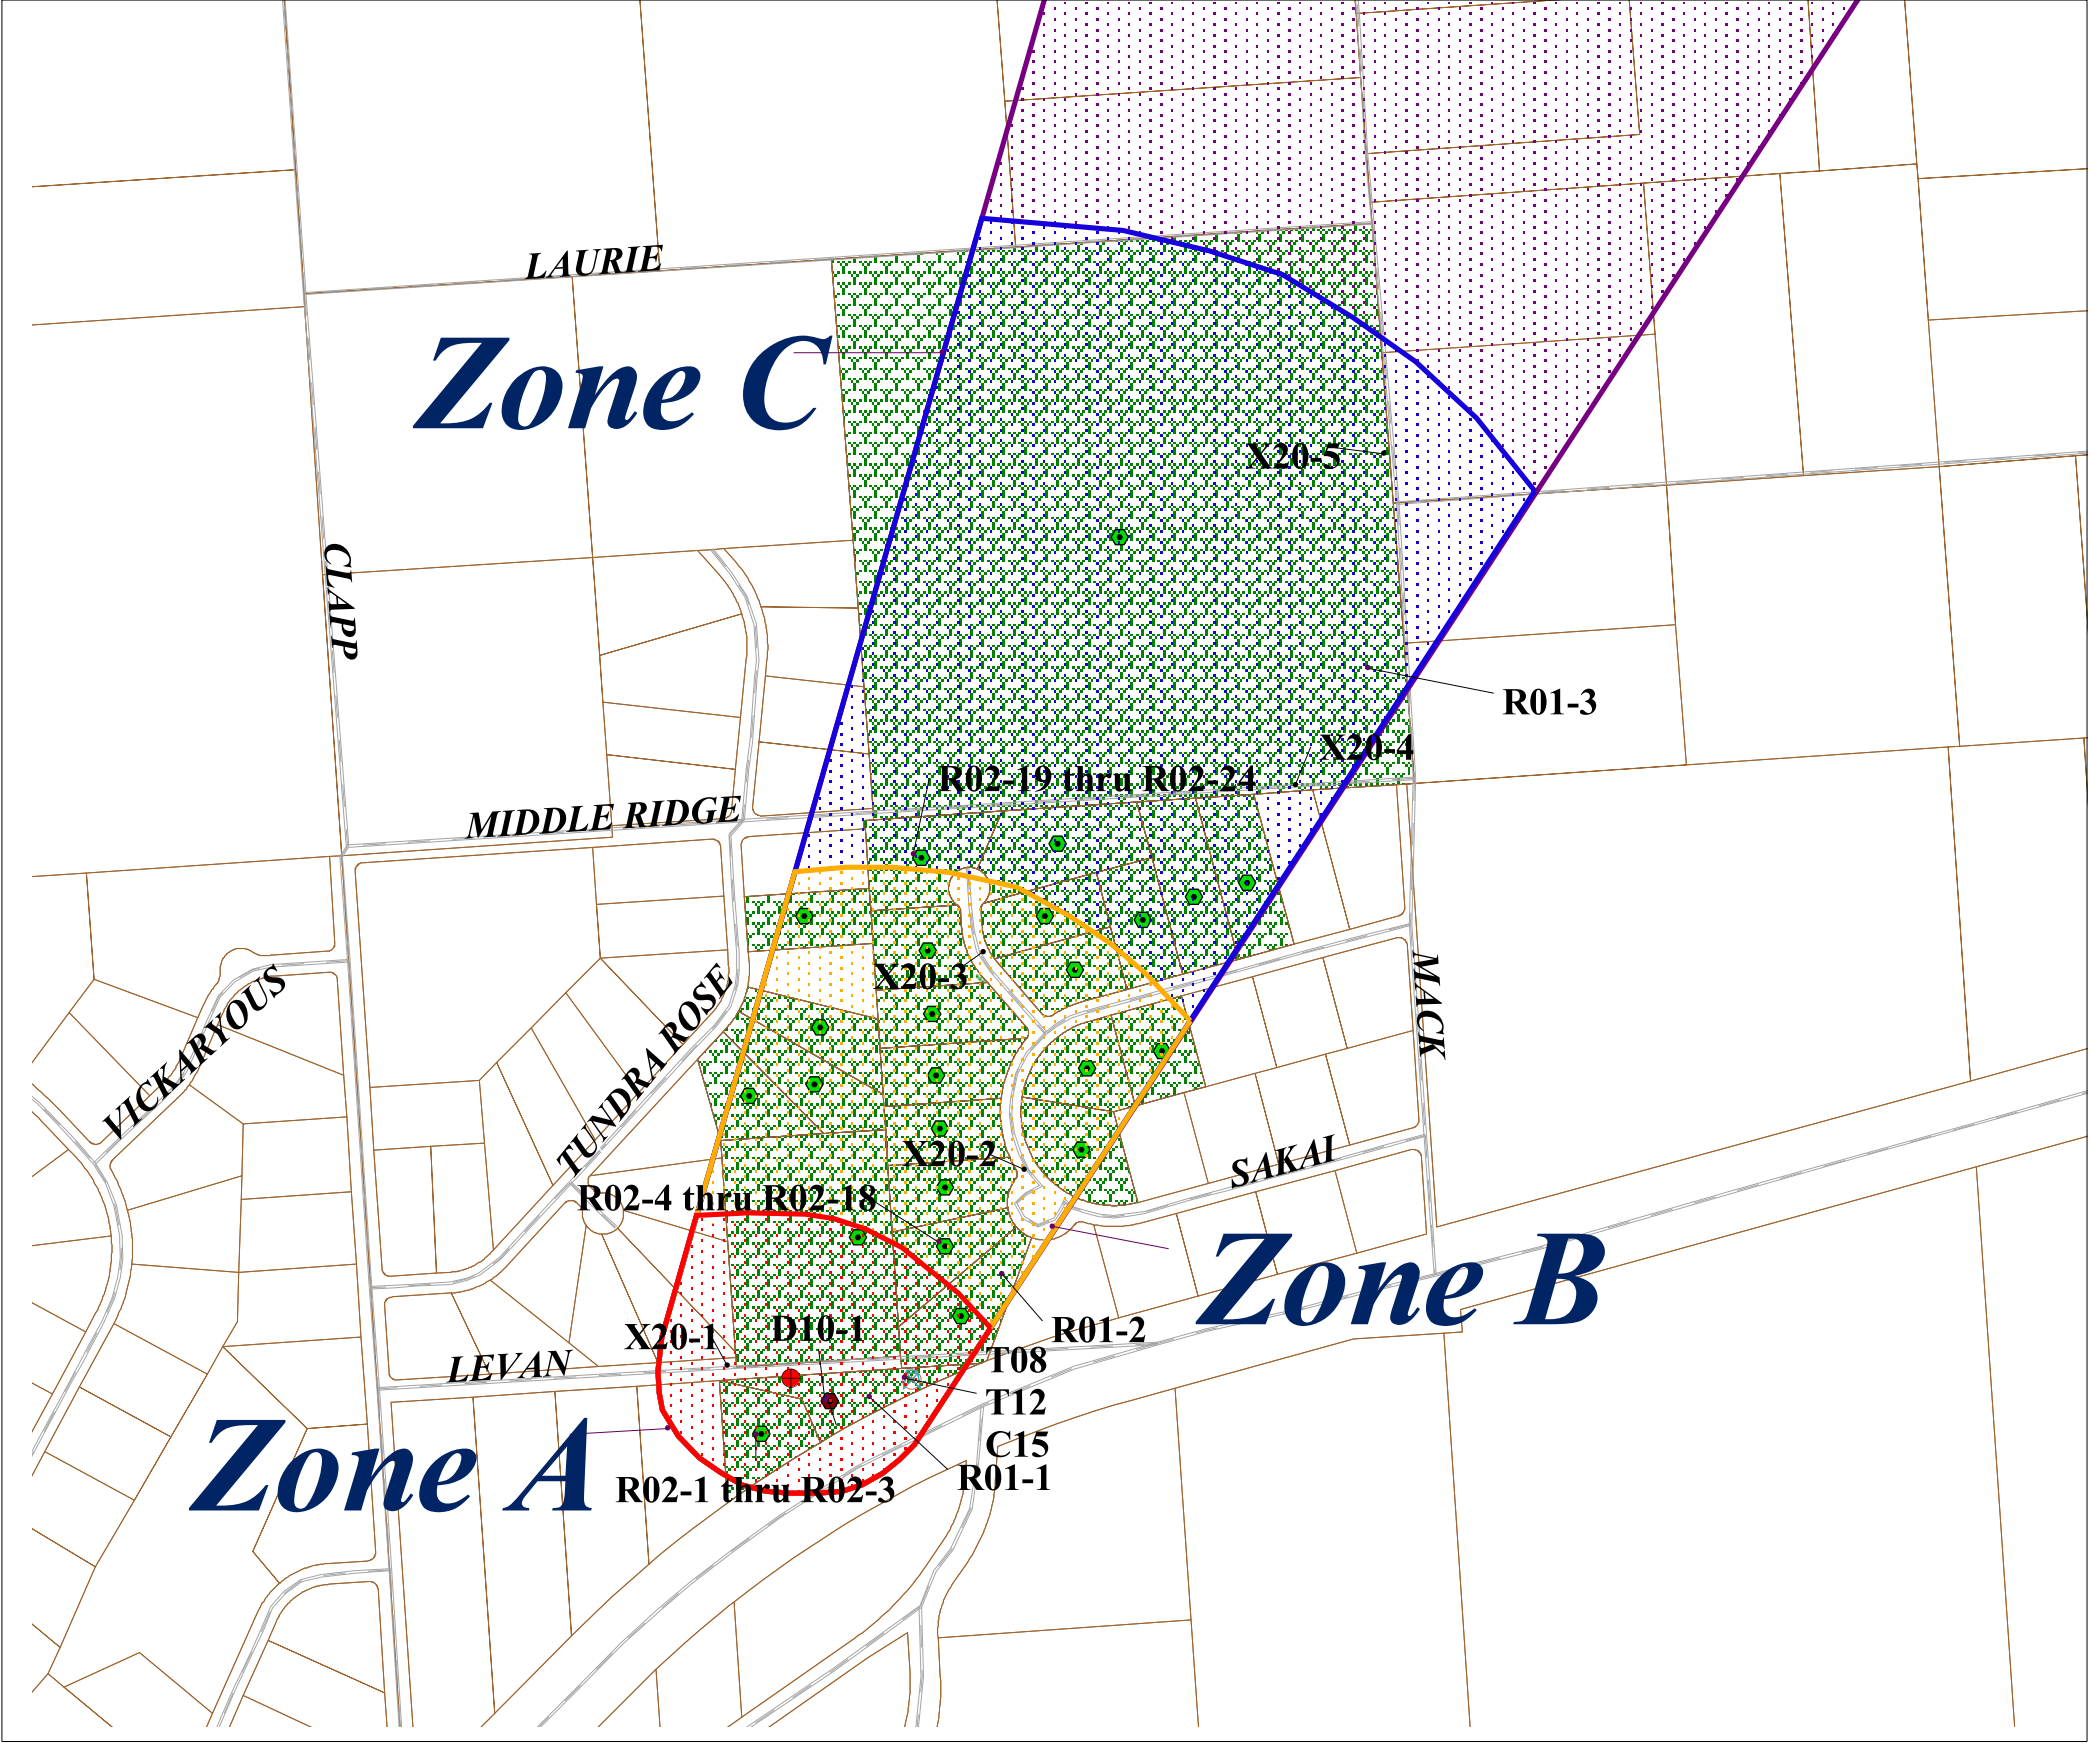 LAURIE
Zone C
X20-5
CLAPP
R01-3
X20-4
R02-19 thru R02-24
MIDDLE RIDGE
X20-3
VICKARYOUS
TUNDRA ROSE
MACK
X20-2
SAKAI
R02-4 thru R02-18
Zone B
X20-1
D10-1
R01-2
LEVAN
T08
T12
C15
Zone A
R01-1
R02-1 thru R02-3